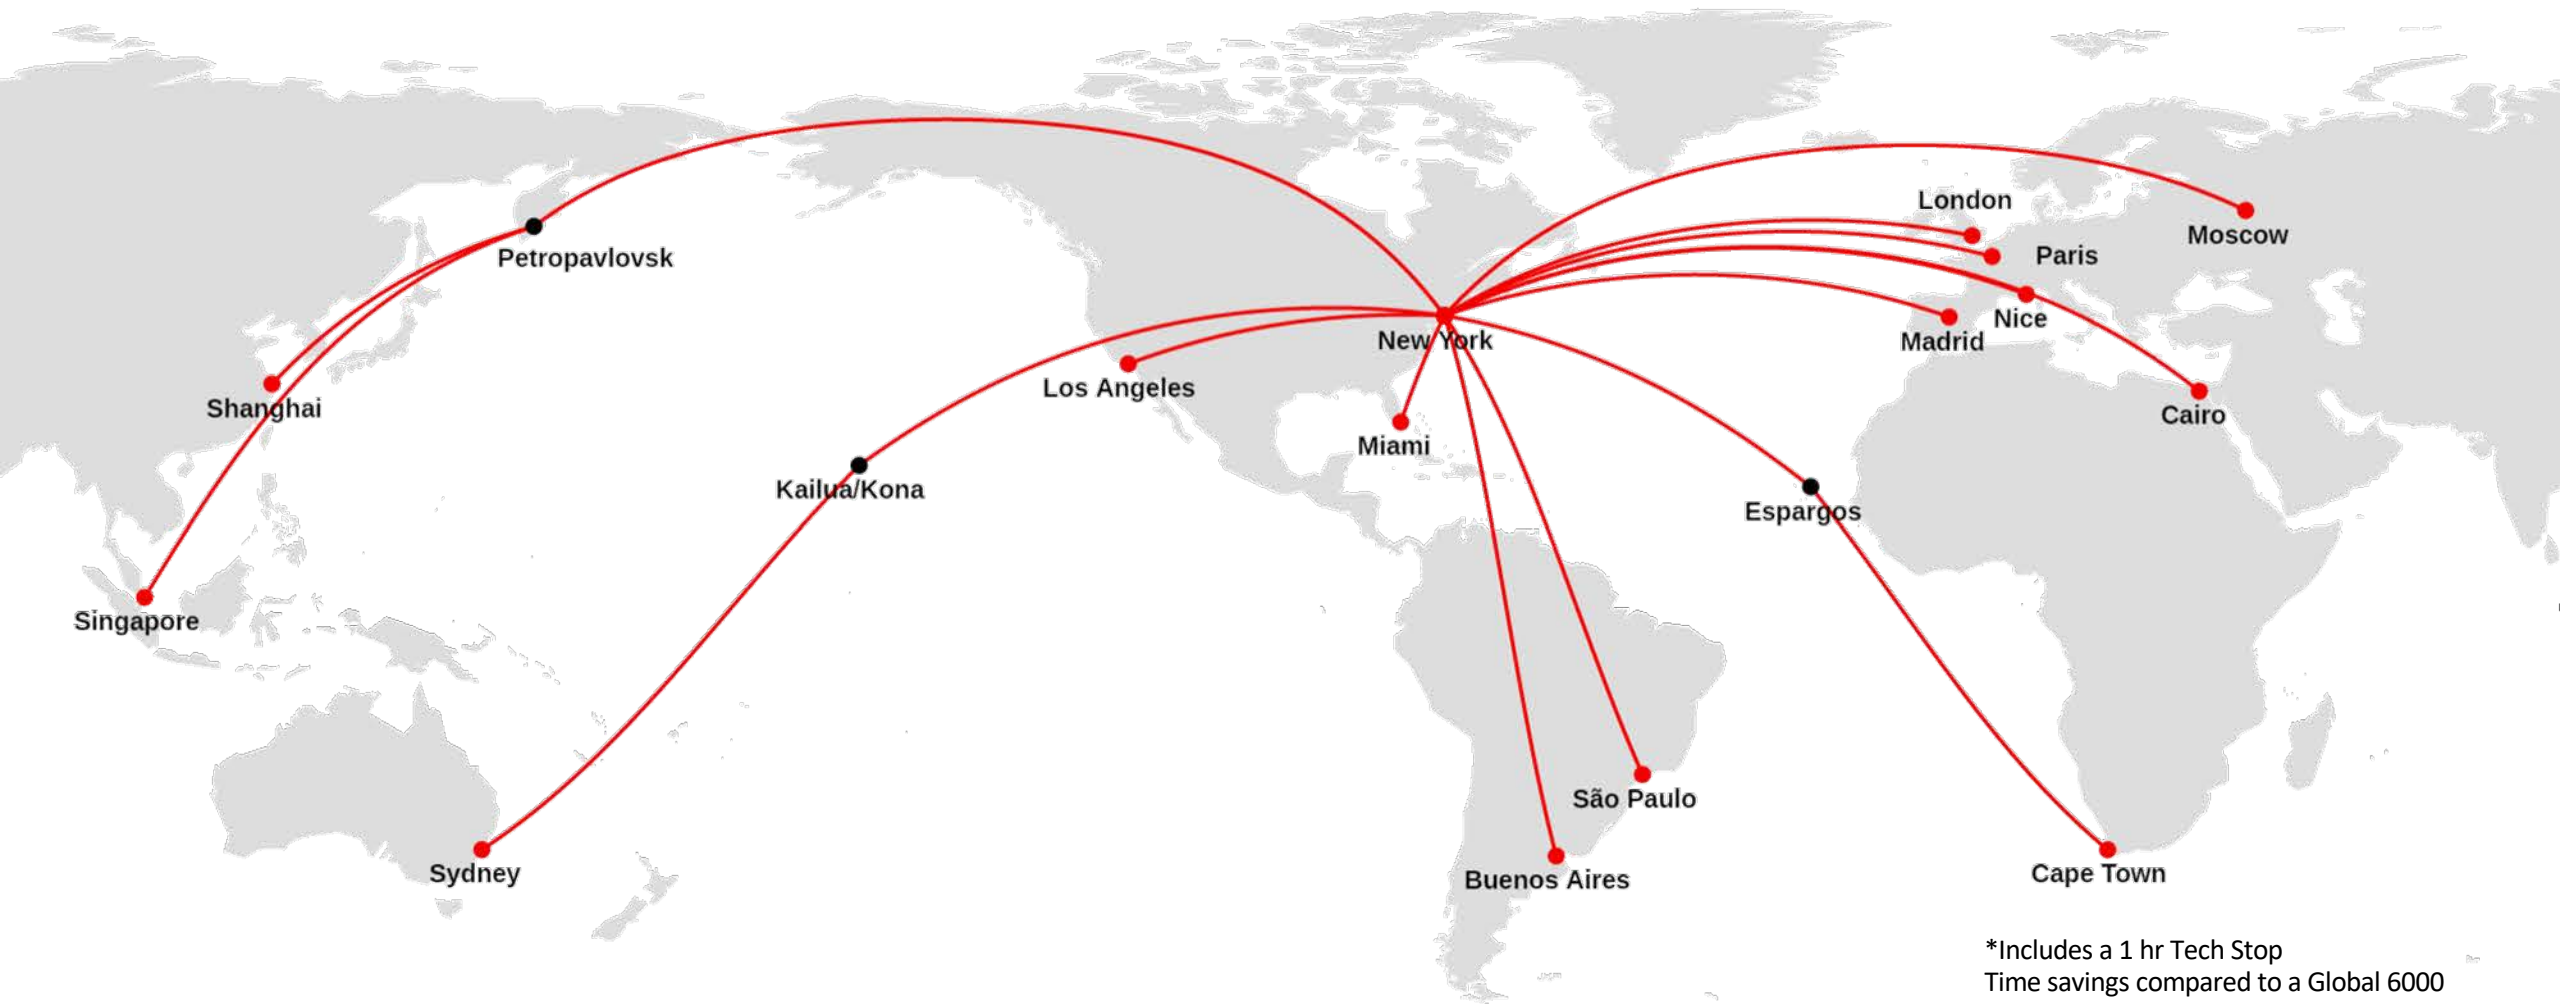 London
Moscow
Petropavlovsk
Paris
Nice
New York
Madrid
Los Angeles
Shanghai
Cairo
Miami
Kailua/Kona
Espargos
Singapore
São Paulo
Sydney
Buenos Aires
Cape Town
*Includes a 1 hr Tech Stop
Time savings compared to a Global 6000